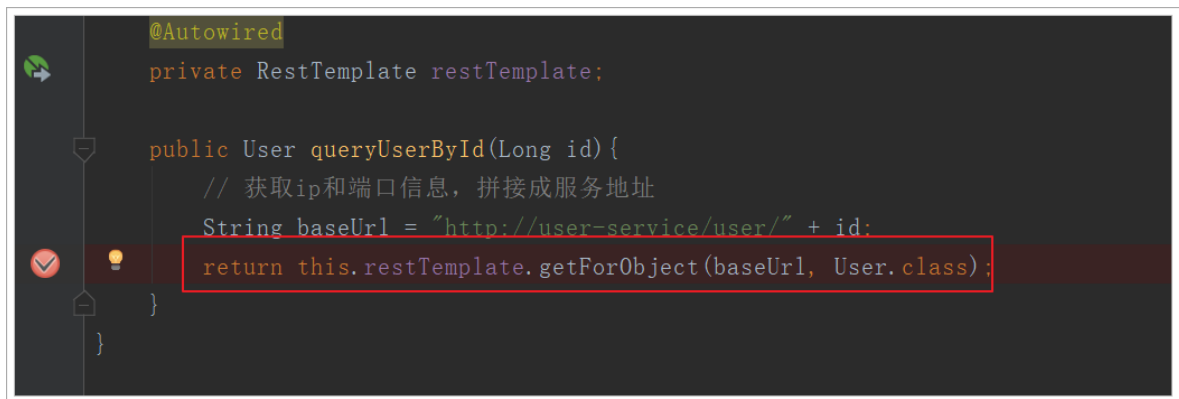 @Autowired
private RestTemplate restTemplate;
public User queryUserById(Long id){
// 获取ip和端口信息，拼接成服务地址
String baseUrl = "http://user-service/user/" + id;
return this.restTemplate.getForObject(baseUrl, User.class);
}
}